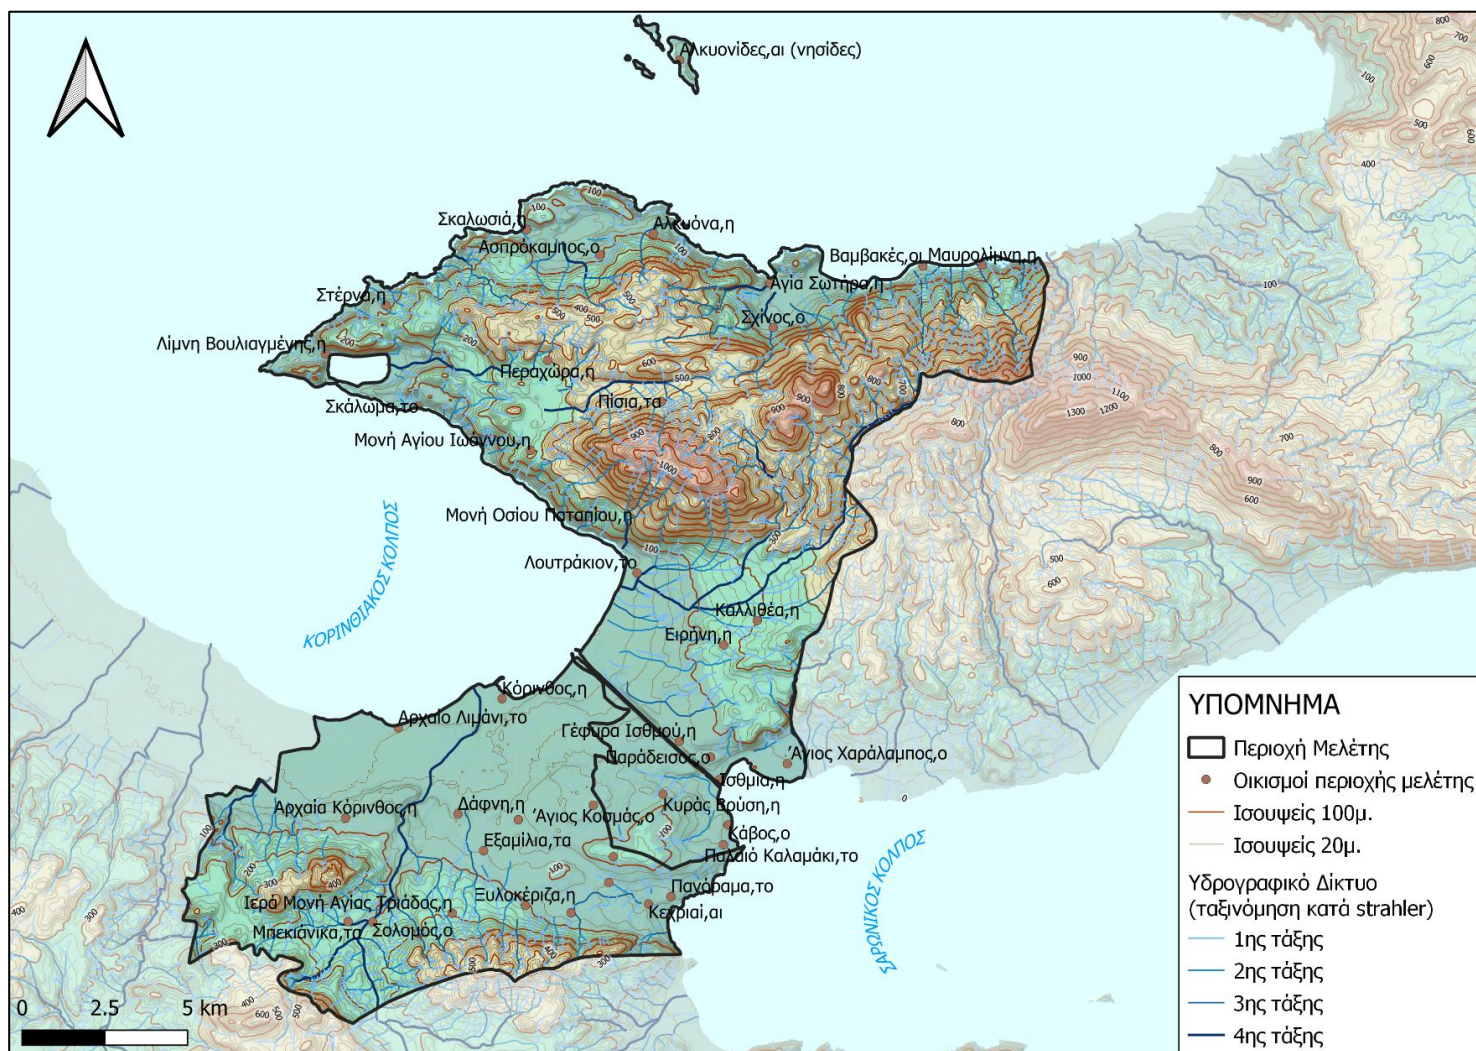 Αλκυονίδες,αι (νησίδες)
Σκαλωσιά,η
Αλκυόνα,η
Ασπρόκαμπος,ο
Βαμβακές,οι
Μαυρολίμνη,η
Αγία Σωτήρα,η
Στέρνα,η
Σχίνος,ο
Λίμνη Βουλιαγμένης,η
Περαχώρα,η
Πίσια,τα
Σκάλωμα,το
Μονή Αγίου Ιωάννου,η
Μονή Οσίου Παταπίου,η
Λουτράκιον,το
ΚΟΡΙΝΘΙΑΚΟΣ ΚΟΛΠΟΣ
Καλλιθέα,η
Ειρήνη,η
Κόρινθος,η
Αρχαίο Λιμάνι,το
Γέφυρα Ισθμού,η
Παράδεισος,ο
Άγιος Χαράλαμπος,ο
Ισθμία,η
Αρχαία Κόρινθος,η
Δάφνη,η
Άγιος Κοσμάς,ο
Κυράς Βρύση,η
Κάβος,ο
Εξαμίλια,τα
Παλαιό Καλαμάκι,το
Ξυλοκέριζα,η
Πανόραμα,το
Ιερά Μονή Αγίας Τριάδος,η
Κεχριαί,αι
Μπεκιάνικα,τα
Σολομός,ο
ΣΑΡΩΝΙΚΟΣ ΚΟΛΠΟΣ
0 2.5 5 km
ΥΠΟΜΝΗΜΑ
Περιοχή Μελέτης
Οικισμοί περιοχής μελέτης
Ισουψείς 100μ.
Ισουψείς 20μ.
Υδρογραφικό Δίκτυο
(ταξινόμηση κατά strahler)
1ης τάξης
2ης τάξης
3ης τάξης
4ης τάξης